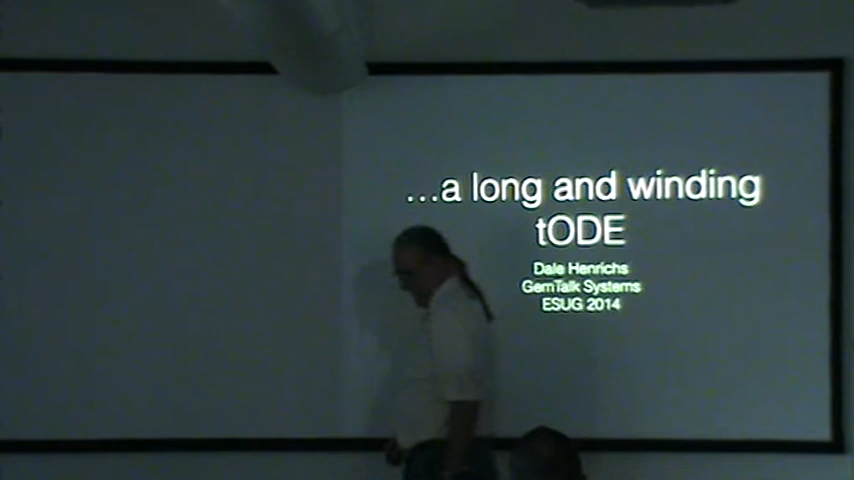 ...a long and winding
tODE
Dale Henrichs
GemTalk Systems
ESUG 2014